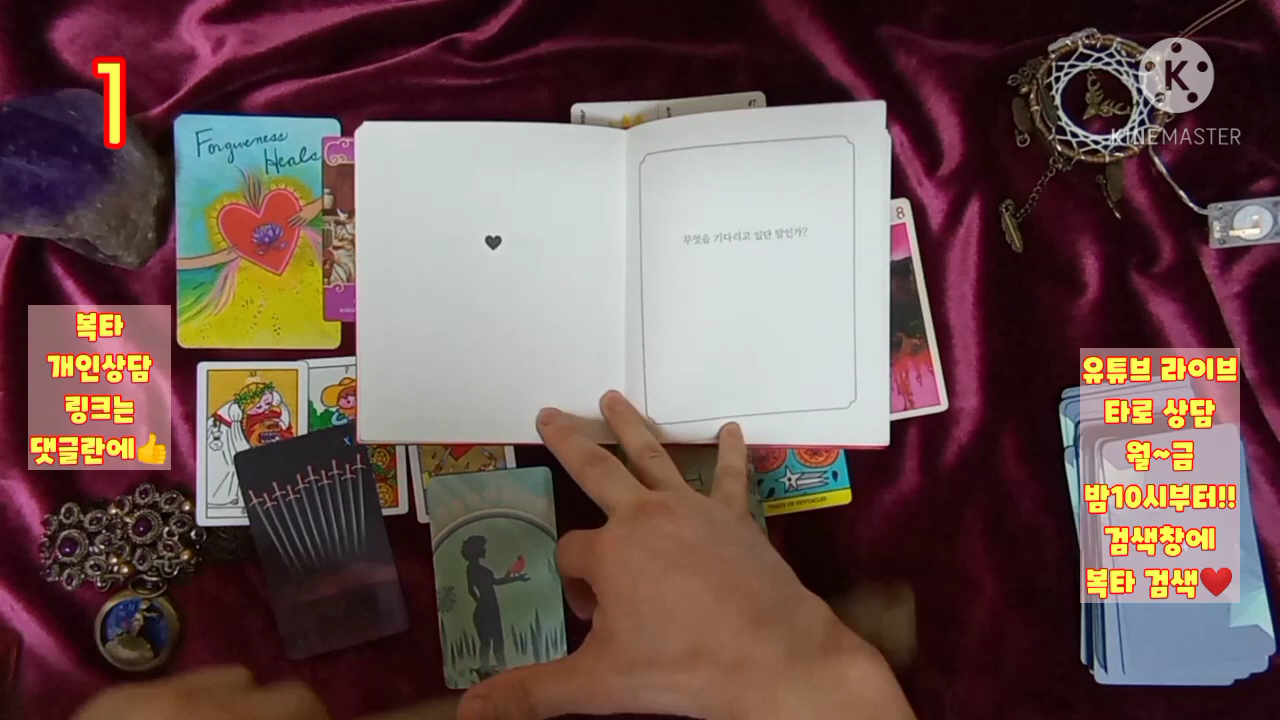 1
Forgiveness
Heals
47
8
무엇을 기다리고 있단 말인가?
K
KINEMASTER
복타
개인상담
링크는
댓글란에👍
유튜브 라이브
타로 상담
월~금
밤10시부터!!
검색창에
복타 검색❤️
X